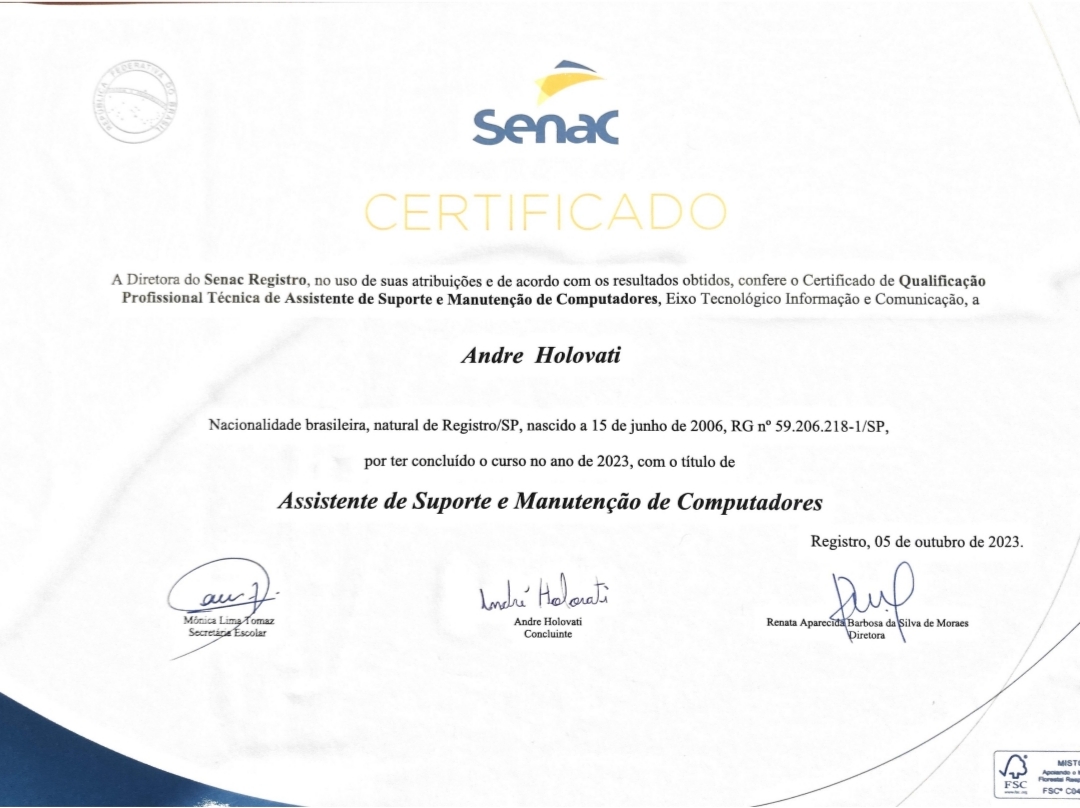 REPÚBLICA FEDERATIVA DO BRASIL
Senac
CERTIFICADO
A Diretora do Senac Registro, no uso de suas atribuições e de acordo com os resultados obtidos, confere o Certificado de Qualificação
Profissional Técnica de Assistente de Suporte e Manutenção de Computadores, Eixo Tecnológico Informação e Comunicação, a
Andre Holovati
Nacionalidade brasileira, natural de Registro/SP, nascido a 15 de junho de 2006, RG nº 59.206.218-1/SP,
por ter concluído o curso no ano de 2023, com o título de
Assistente de Suporte e Manutenção de Computadores
Registro, 05 de outubro de 2023.
André Holovati
Mônica Lima Tomaz
Secretária Escolar
Andre Holovati
Concluinte
Renata Aparecida Barbosa da Silva de Moraes
Diretora
FSC
MISTO
Apoiando o
Florestal
FSC® C04